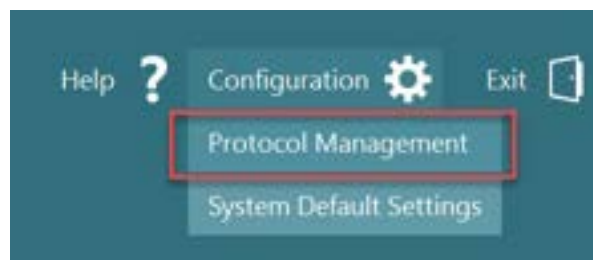 Help ? Configuration Exit
Protocol Management
System Default Settings